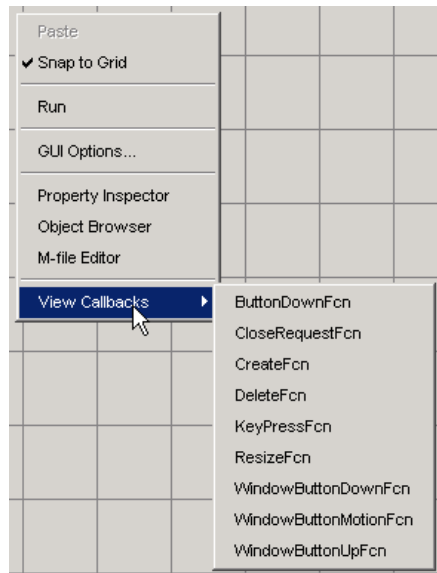 Paste
Snap to Grid
Run
GUI Options...
Property Inspector
Object Browser
M-file Editor
View Callbacks
ButtonDownFcn
CloseRequestFcn
CreateFcn
DeleteFcn
KeyPressFcn
ResizeFcn
WindowButtonDownFcn
WindowButtonMotionFcn
WindowButtonUpFcn